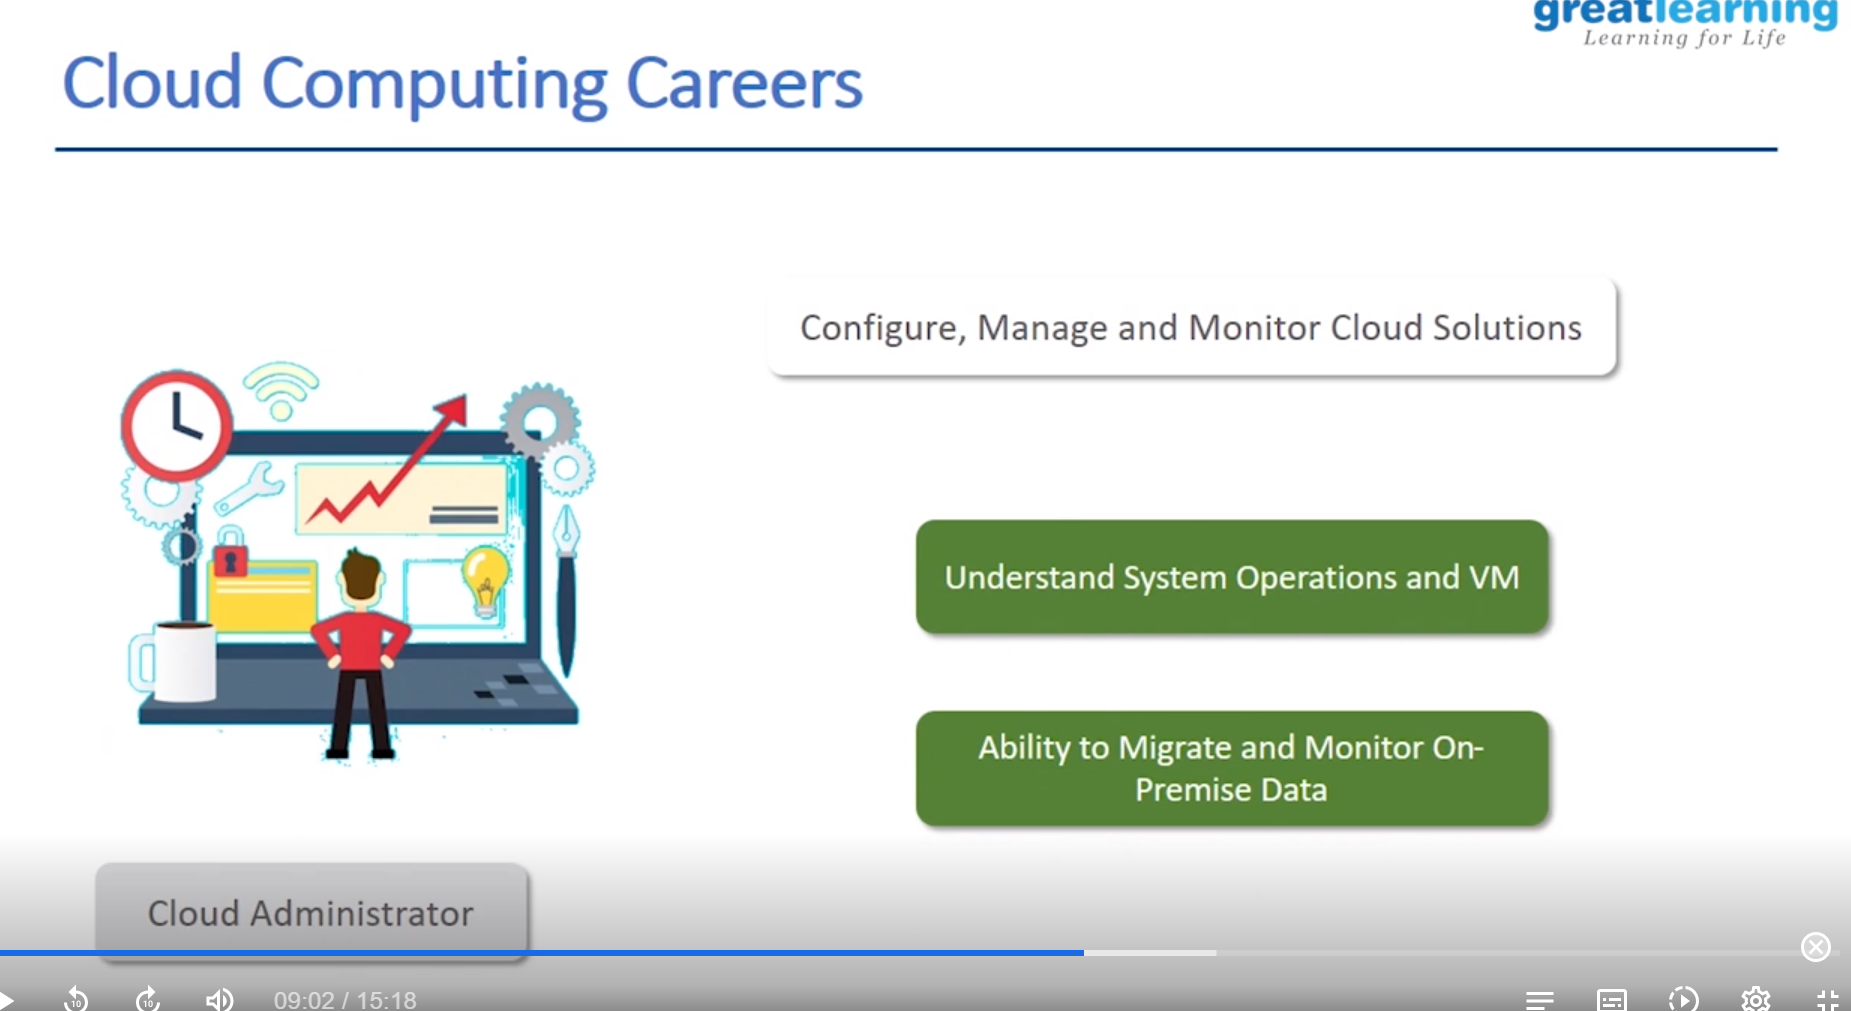 greatlearning
Learning for Life
Cloud Computing Careers
Configure, Manage and Monitor Cloud Solutions
Understand System Operations and VM
Ability to Migrate and Monitor On-
Premise Data
Cloud Administrator
10
10
09:02 / 15:18